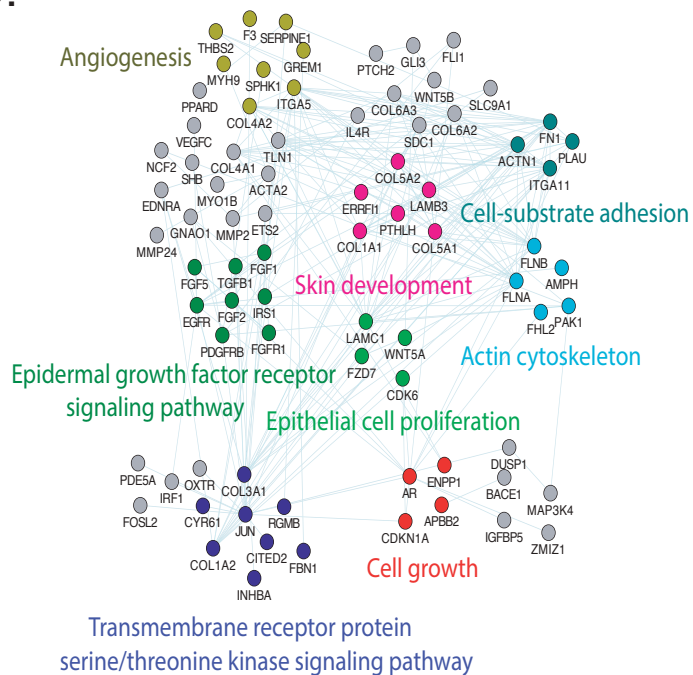 F3
SERPINE1
THBS2
GREM1
Angiogenesis
MYH9
SPHK1
ITGA5
COL4A2
PPARD
VEGFC
TLN1
NCF2
SHB
COL4A1
ACTA2
MYO1B
EDNRA
GNAO1
MMP2
ETS2
MMP24
PTCH2
GLI3
FLI1
WNT5B
SLC9A1
COL6A3
IL4R
SDC1
COL6A2
FN1
ACTN1
PLAU
ITGA11
Cell-substrate adhesion
COL5A2
ERRFI1
LAMB3
PTHLH
COL1A1
COL5A1
Skin development
FLNB
AMPH
FLNA
FHL2
PAK1
Actin cytoskeleton
FGF1
FGF5
TGFB1
FGF2
IRS1
EGFR
PDGFRB
FGFR1
Epidermal growth factor receptor
signaling pathway
LAMC1
WNT5A
FZD7
CDK6
Epithelial cell proliferation
PDE5A
OXTR
IRF1
COL3A1
FOSL2
CYR61
JUN
RGMB
COL1A2
CITED2
FBN1
INHBA
Transmembrane receptor protein
serine/threonine kinase signaling pathway
AR
ENPP1
APBB2
CDKN1A
Cell growth
DUSP1
BACE1
MAP3K4
IGFBP5
ZMIZ1